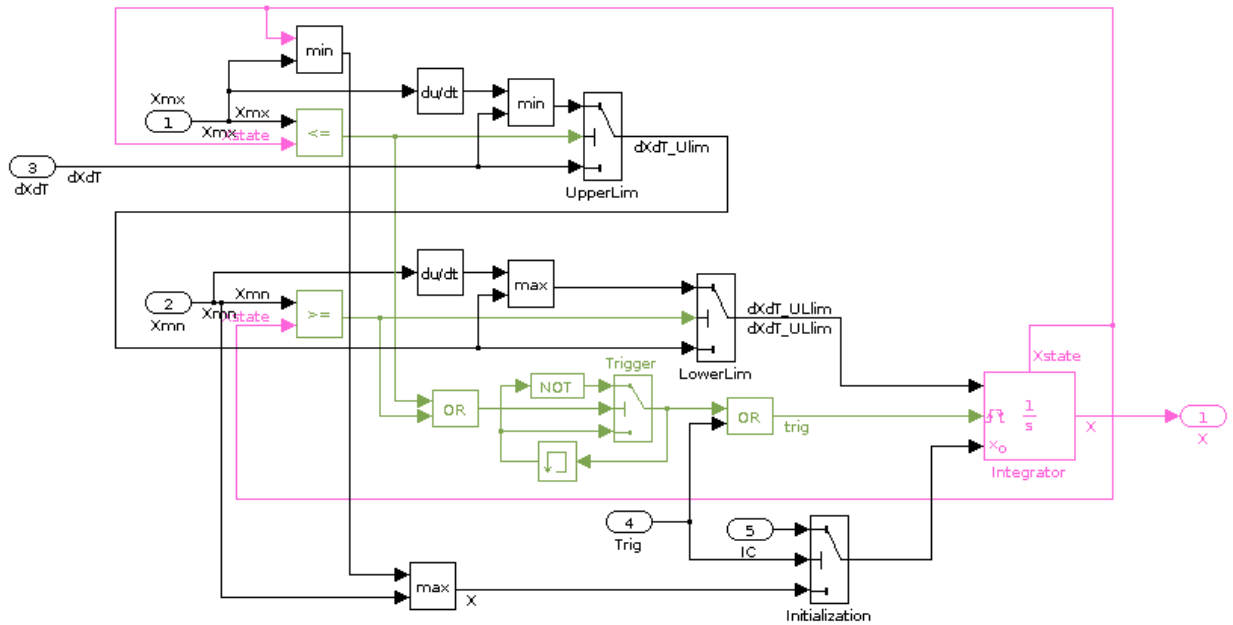 min
Xmx
du/dt
min
1
Xmx
Xmx
Xstate
<=
dXdT_Ulim
3
dXdT
dXdT
UpperLim
du/dt
max
2
Xmn
Xmn
Xmn
Xstate
>=
dXdT_ULlim
dXdT_ULlim
LowerLim
Xstate
Trigger
NOT
OR
OR
trig
1
s
t
xo
Integrator
X
1
X
4
Trig
5
IC
max
X
Initialization